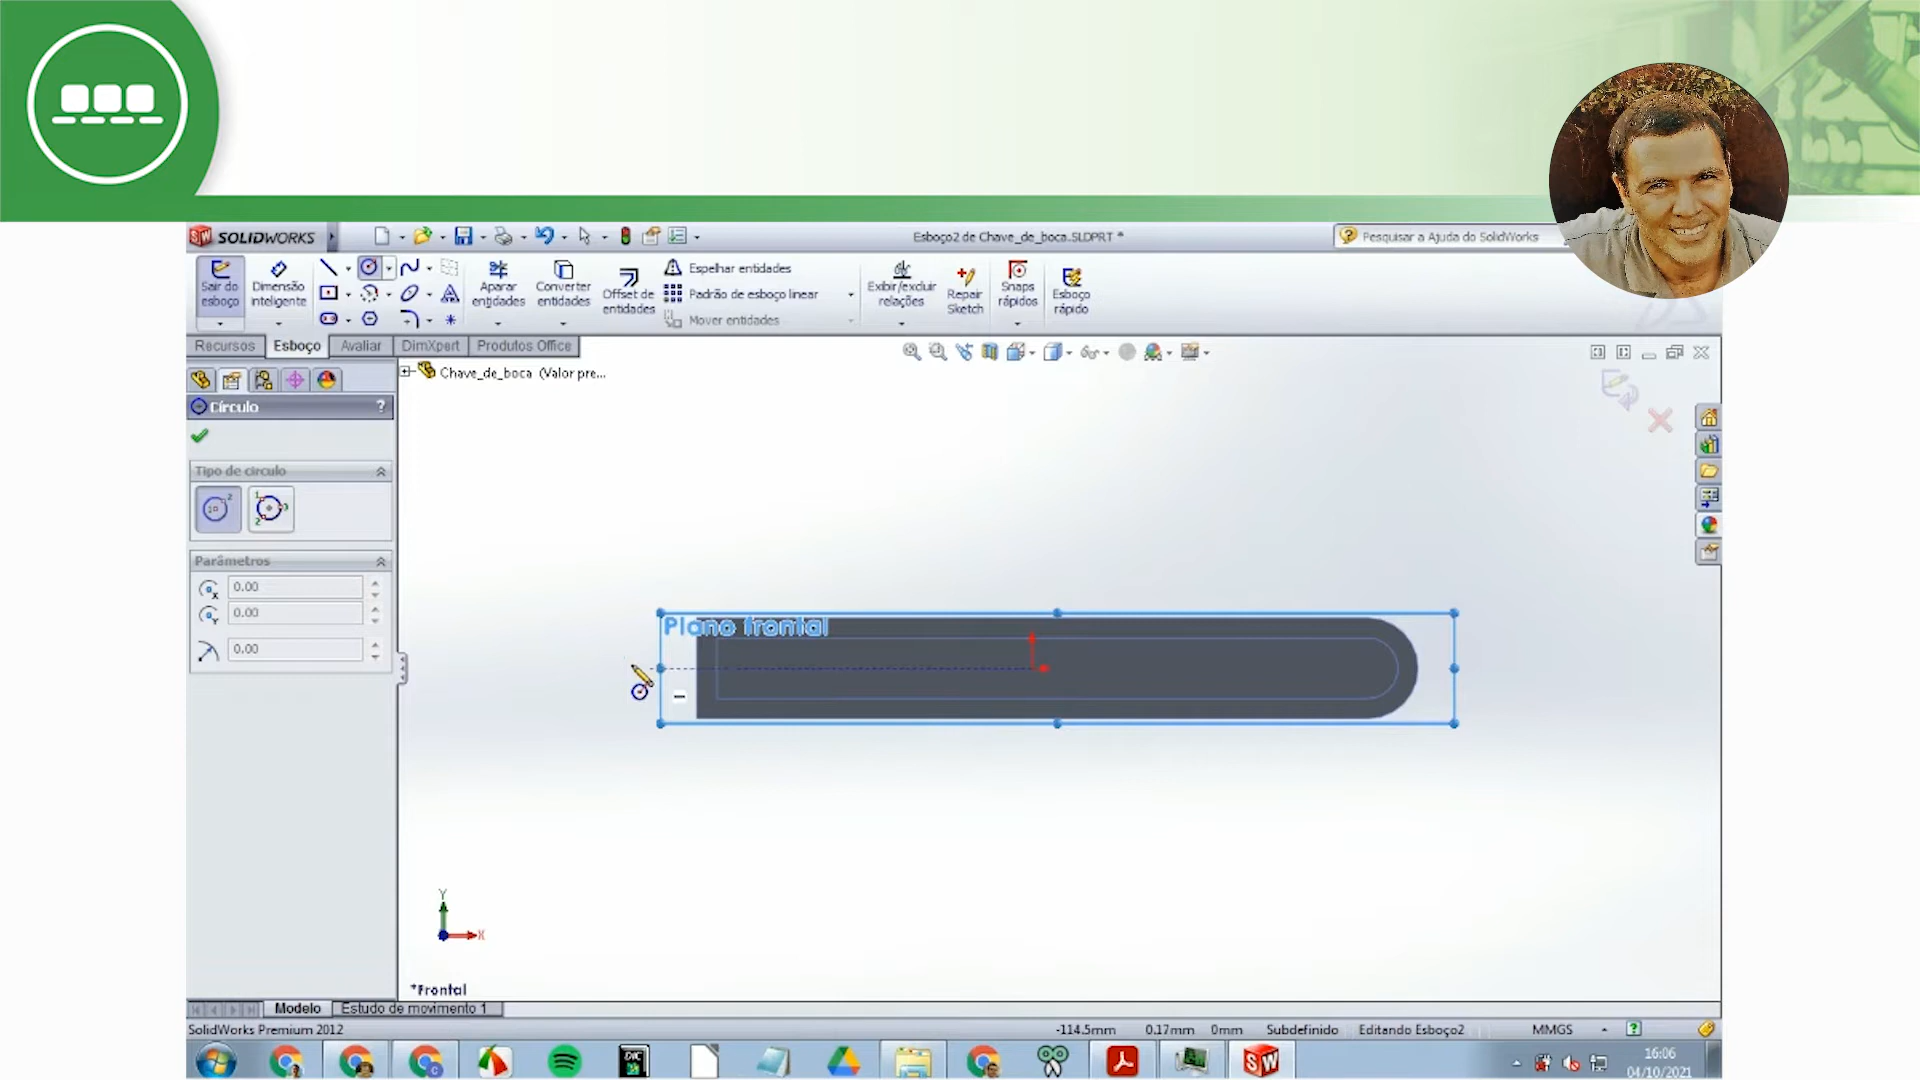 SOLIDWORKS
Esboço2 de Chave_de_boca.SLDPRT *
Pesquisar a Ajuda do SolidWorks
Sair do esboço
Dimensão inteligente
Aparar entidades
Converter entidades
Offset de entidades
Espelhar entidades
Padrão de esboço linear
Mover entidades
Exibir/excluir relações
Repair Sketch
Snaps rápidos
Esboço rápido
Recursos
Esboço
Avaliar
DimXpert
Produtos Office
Chave_de_boca (Valor pre...
Círculo
?
Tipo de círculo
Parâmetros
0.00
0.00
0.00
Plano frontal
Y
X
*Frontal
Modelo
Estudo de movimento 1
SolidWorks Premium 2012
-114.5mm
0.17mm
0mm
Subdefinido
Editando Esboço2
MMGS
?
16:06
04/10/2021